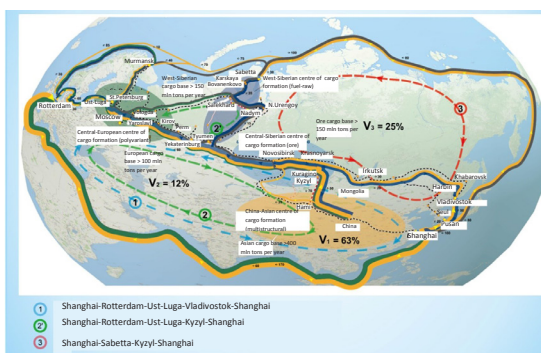 Murmansk
Sabetta
Karskaya
Bovanenkovo
West-Siberian
cargo base > 150
mln tons per year
West-Siberian centre of cargo
formation (fuel-raw)
Rotterdam
Ust-Luga
St.Petersburg
Salekhard
Nadym
N.Urengoy
Moscow
Yaroslavl
Kirov
Perm
Ore cargo base >
150 mln tons per
year
V₃ = 25%
3
2'
Central-European centre of
cargo formation (polyvariant)
Tyumen
Yekaterinburg
Central-Siberian centre of
cargo formation (ore)
Novosibirsk
Krasnoyarsk
European cargo
base > 100 mln
tons per year
Irkutsk
Khabarovsk
Kuragino
Kyzyl
Mongolia
Harbin
V₂ = 12%
Vladivostok
Hami
Seul
Pusan
1
2
China-Asian centre of
cargo formation
(multistructural)
China
Shanghai
V₁ = 63%
Asian cargo base >400
mln tons per year
1 Shanghai-Rotterdam-Ust-Luga-Vladivostok-Shanghai
2' Shanghai-Rotterdam-Ust-Luga-Kyzyl-Shanghai
3 Shanghai-Sabetta-Kyzyl-Shanghai